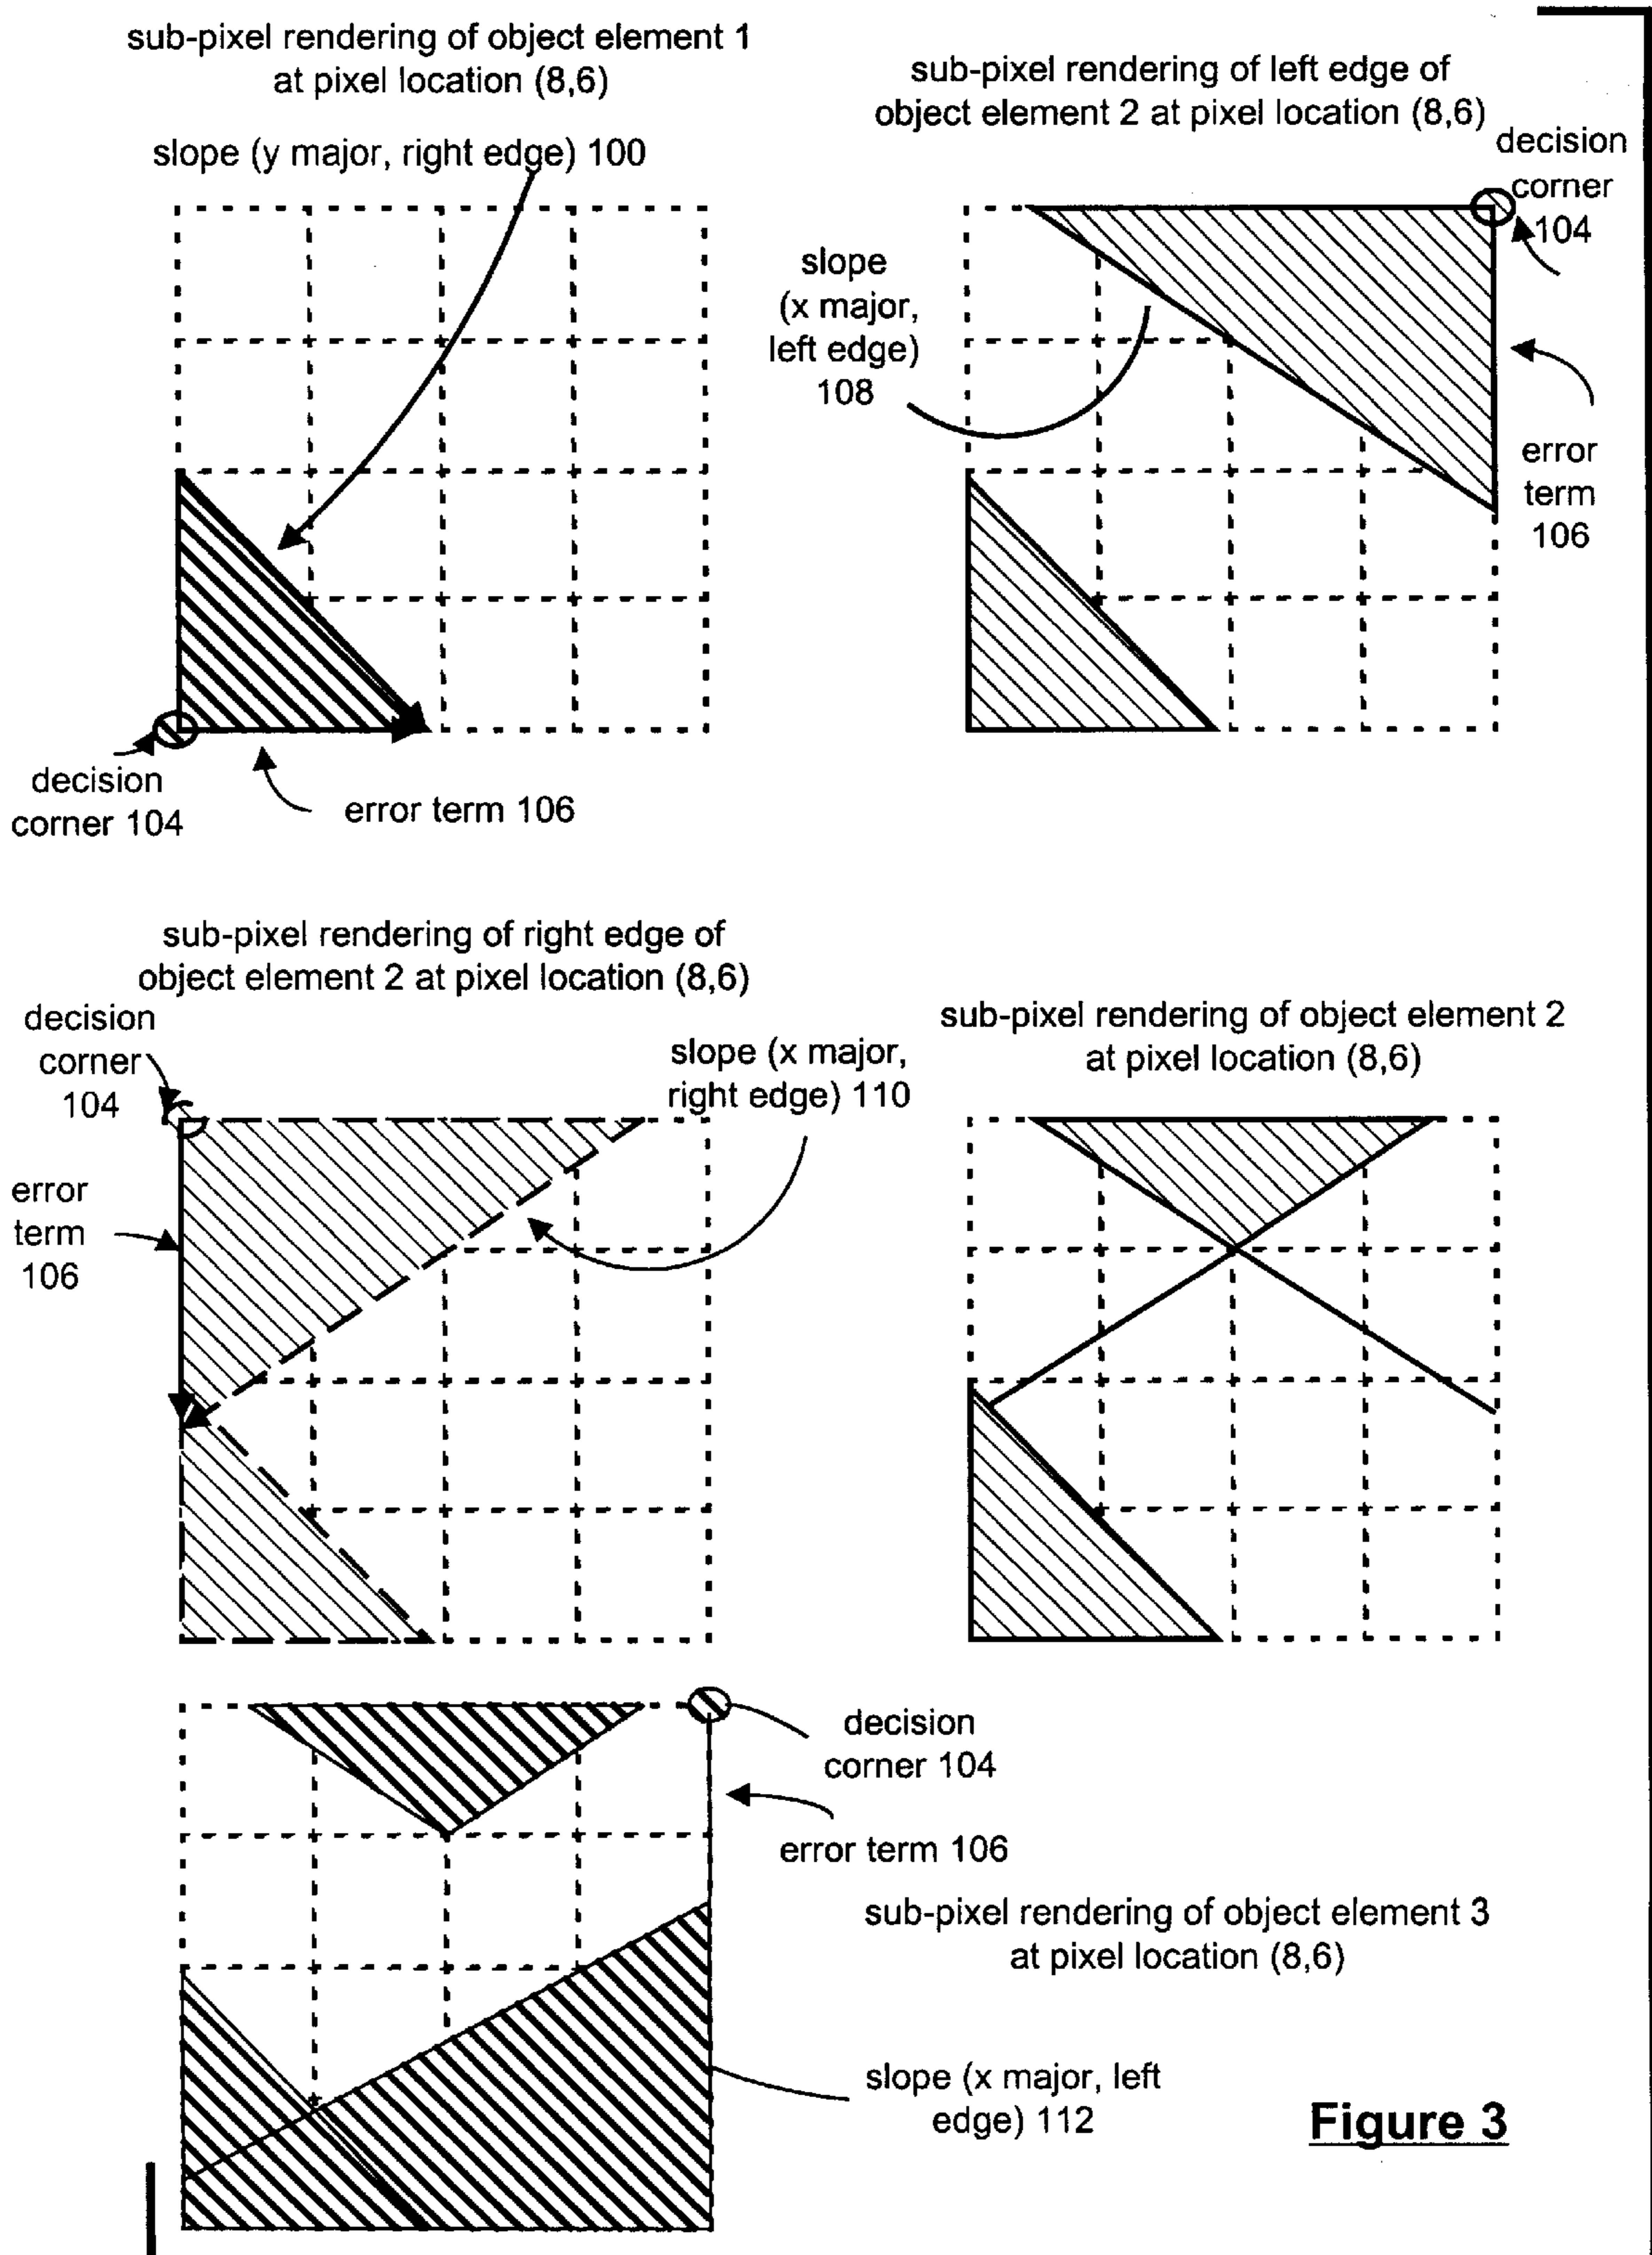 sub-pixel rendering of object element 1
at pixel location (8,6)
slope (y major, right edge) 100
decision
corner 104
error term 106
sub-pixel rendering of left edge of
object element 2 at pixel location (8,6)
decision
corner
104
slope
(x major,
left edge)
108
error
term
106
sub-pixel rendering of right edge of
object element 2 at pixel location (8,6)
decision
corner
104
slope (x major,
right edge) 110
error
term
106
sub-pixel rendering of object element 2
at pixel location (8,6)
decision
corner 104
error term 106
sub-pixel rendering of object element 3
at pixel location (8,6)
slope (x major, left
edge) 112
Figure 3